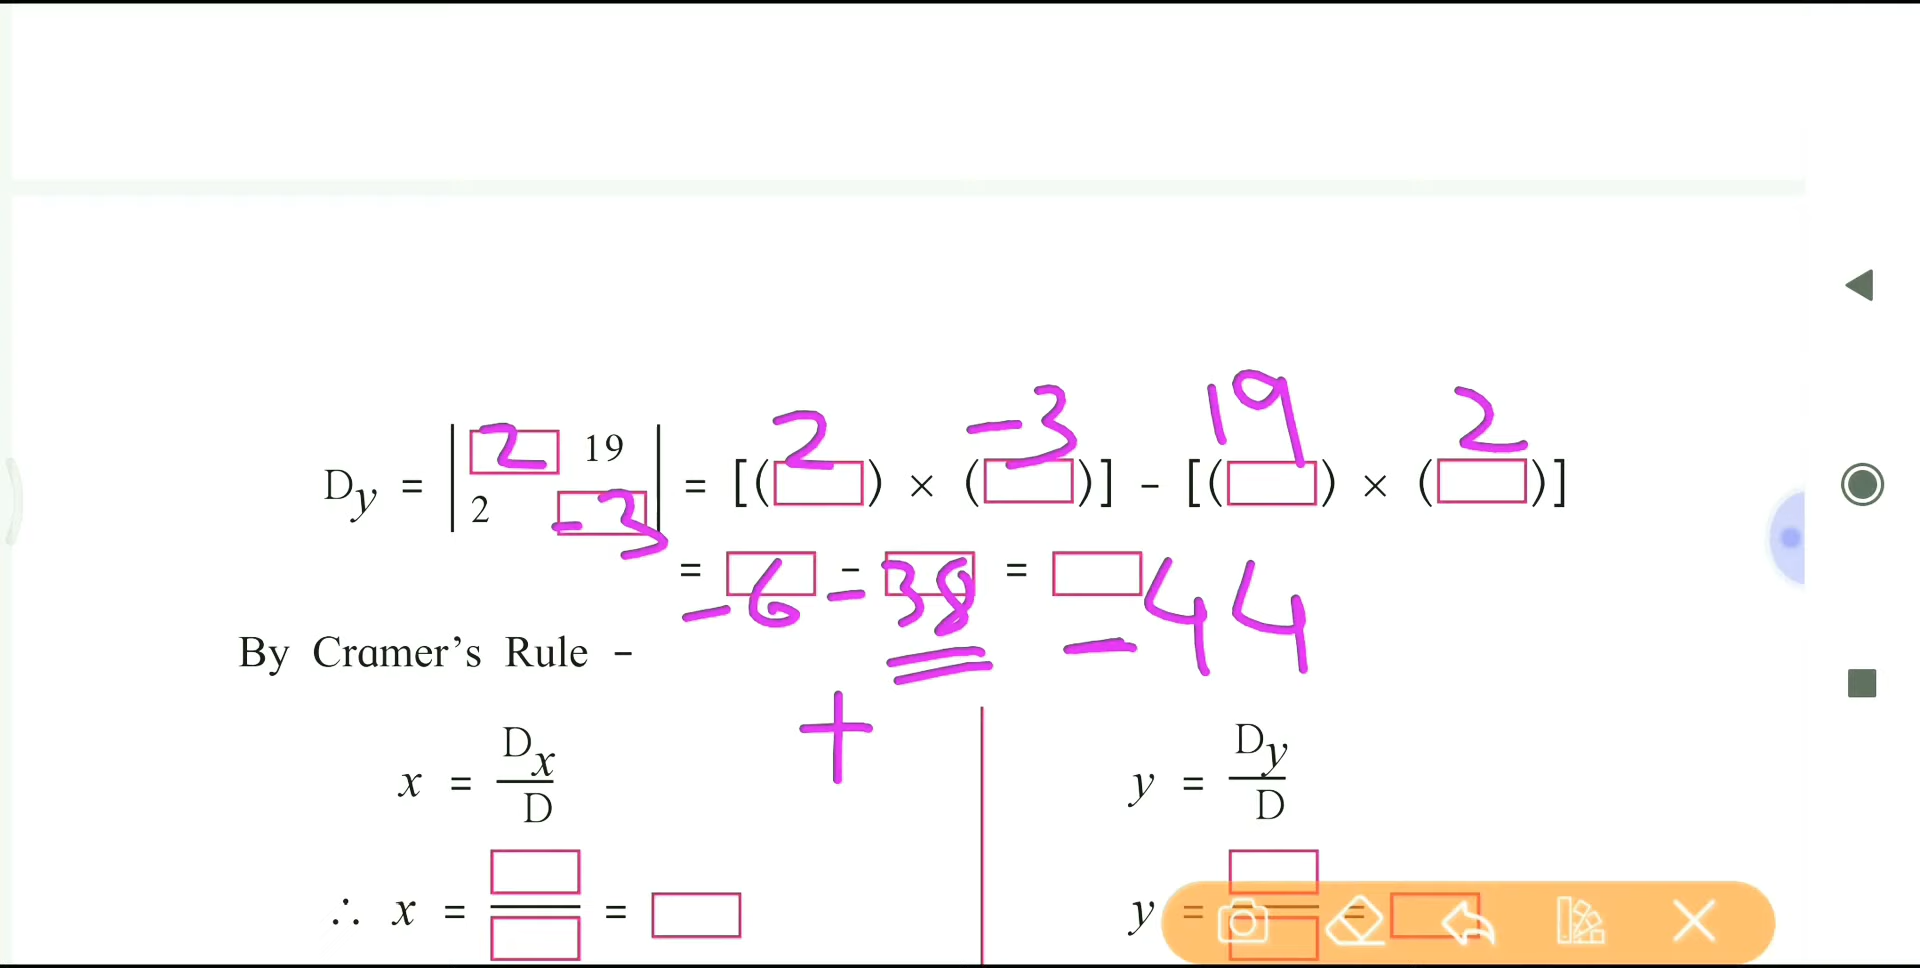 Dy = | 2 19 | = [(2) × (-3)] - [(19) × (2)]
| 2 -3 |
= -6 - 38 = -44
By Cramer's Rule -
+
x = Dx / D
y = Dy / D
∴ x = / =
y = / =